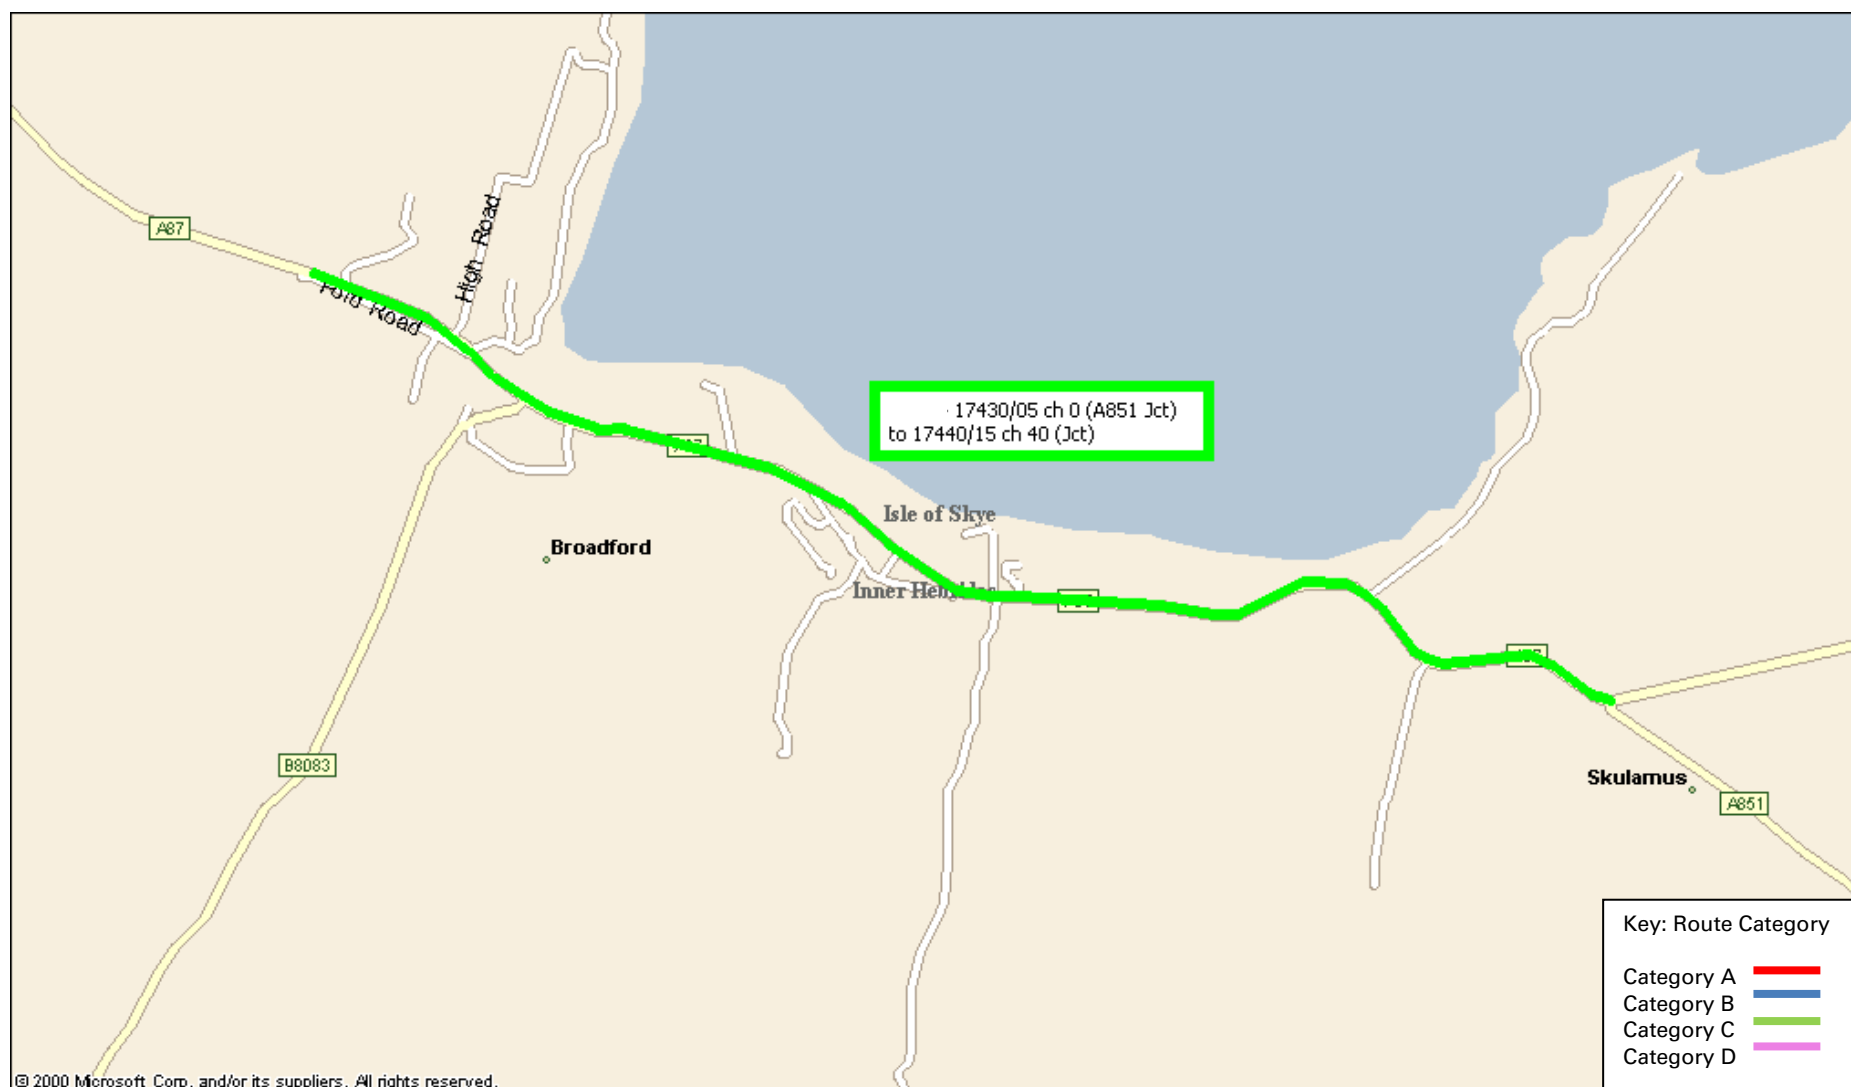 A87
High Road
Ford Road
17430/05 ch 0 (A851 Jct)
to 17440/15 ch 40 (Jct)
Isle of Skye
Broadford
Inner Hebrides
B8083
Skulamus
A851
Key: Route Category
Category A
Category B
Category C
Category D
© 2000 Microsoft Corp. and/or its suppliers. All rights reserved.